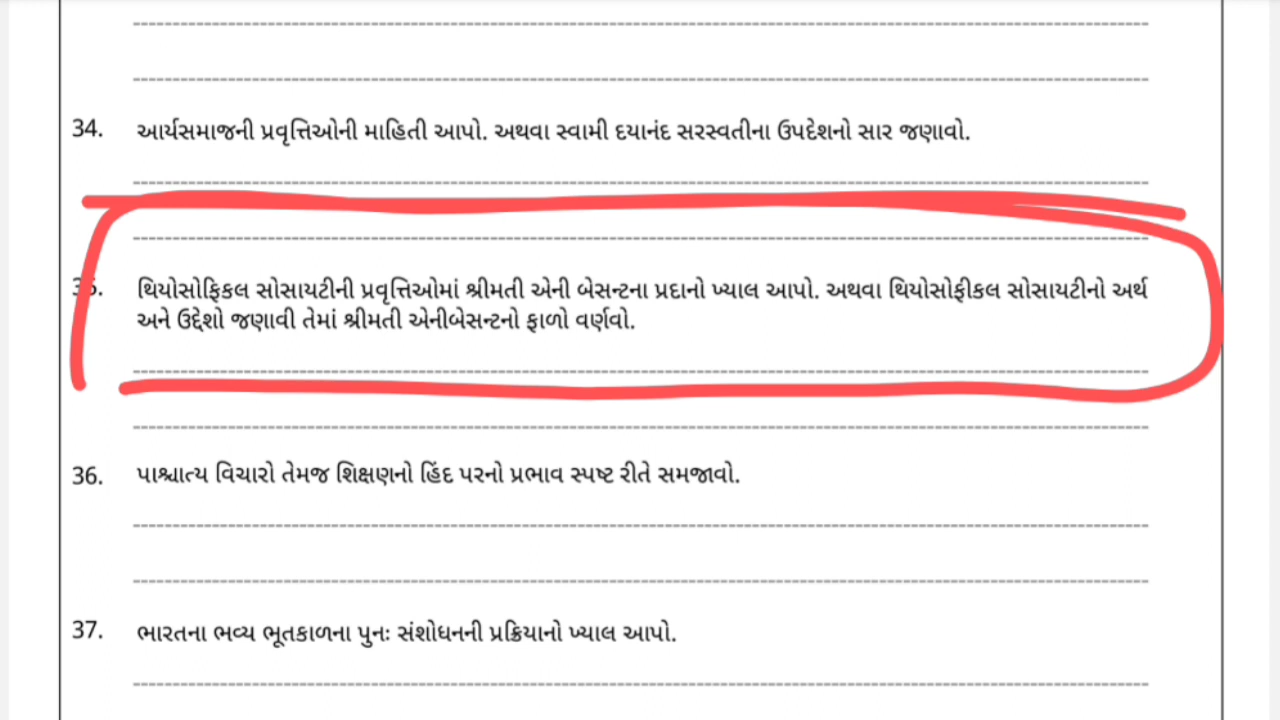 34. આર્યસમાજની પ્રવૃત્તિઓની માહિતી આપો. અથવા સ્વામી દયાનંદ સરસ્વતીના ઉપદેશનો સાર જણાવો.
35. થિયોસોફિકલ સોસાયટીની પ્રવૃત્તિઓમાં શ્રીમતી એની બેસન્ટના પ્રદાનો ખ્યાલ આપો. અથવા થિયોસોફીકલ સોસાયટીનો અર્થ
અને ઉદ્દેશો જણાવી તેમાં શ્રીમતી એનીબેસન્ટનો ફાળો વર્ણવો.
36. પાશ્ચાત્ય વિચારો તેમજ શિક્ષણનો હિંદ પરનો પ્રભાવ સ્પષ્ટ રીતે સમજાવો.
37. ભારતના ભવ્ય ભૂતકાળના પુનઃ સંશોધનની પ્રક્રિયાનો ખ્યાલ આપો.